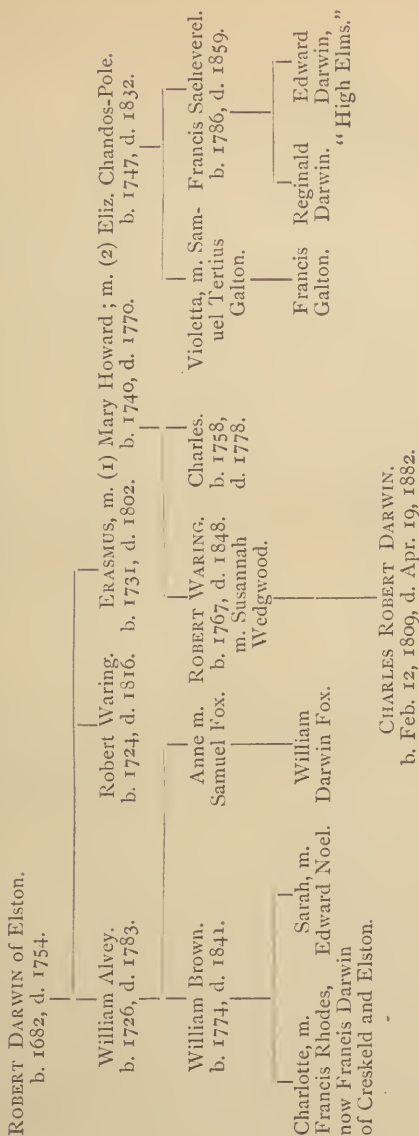 ROBERT DARWIN of Elston.
b. 1682, d. 1754.
William Alvey.
b. 1726, d. 1783.
Robert Waring.
b. 1724, d. 1816.
ERASMUS, m. (1) Mary Howard; m. (2) Eliz. Chandos-Pole.
b. 1731, d. 1802. b. 1740, d. 1770. b. 1747, d. 1832.
William Brown.
b. 1774, d. 1841.
Anne m.
Samuel Fox.
ROBERT WARING.
b. 1767, d. 1848.
m. Susannah
Wedgwood.
Charles.
b. 1758,
d. 1778.
Violetta, m. Sam-
uel Tertius
Galton.
Francis Sacheverel.
b. 1786, d. 1859.
Charlotte, m.
Francis Rhodes,
now Francis Darwin
of Creskeld and Elston.
Sarah, m.
Edward Noel.
William
Darwin Fox.
Francis
Galton.
Reginald
Darwin.
Edward
Darwin,
"High Elms."
CHARLES ROBERT DARWIN.
b. Feb. 12, 1809, d. Apr. 19, 1882.